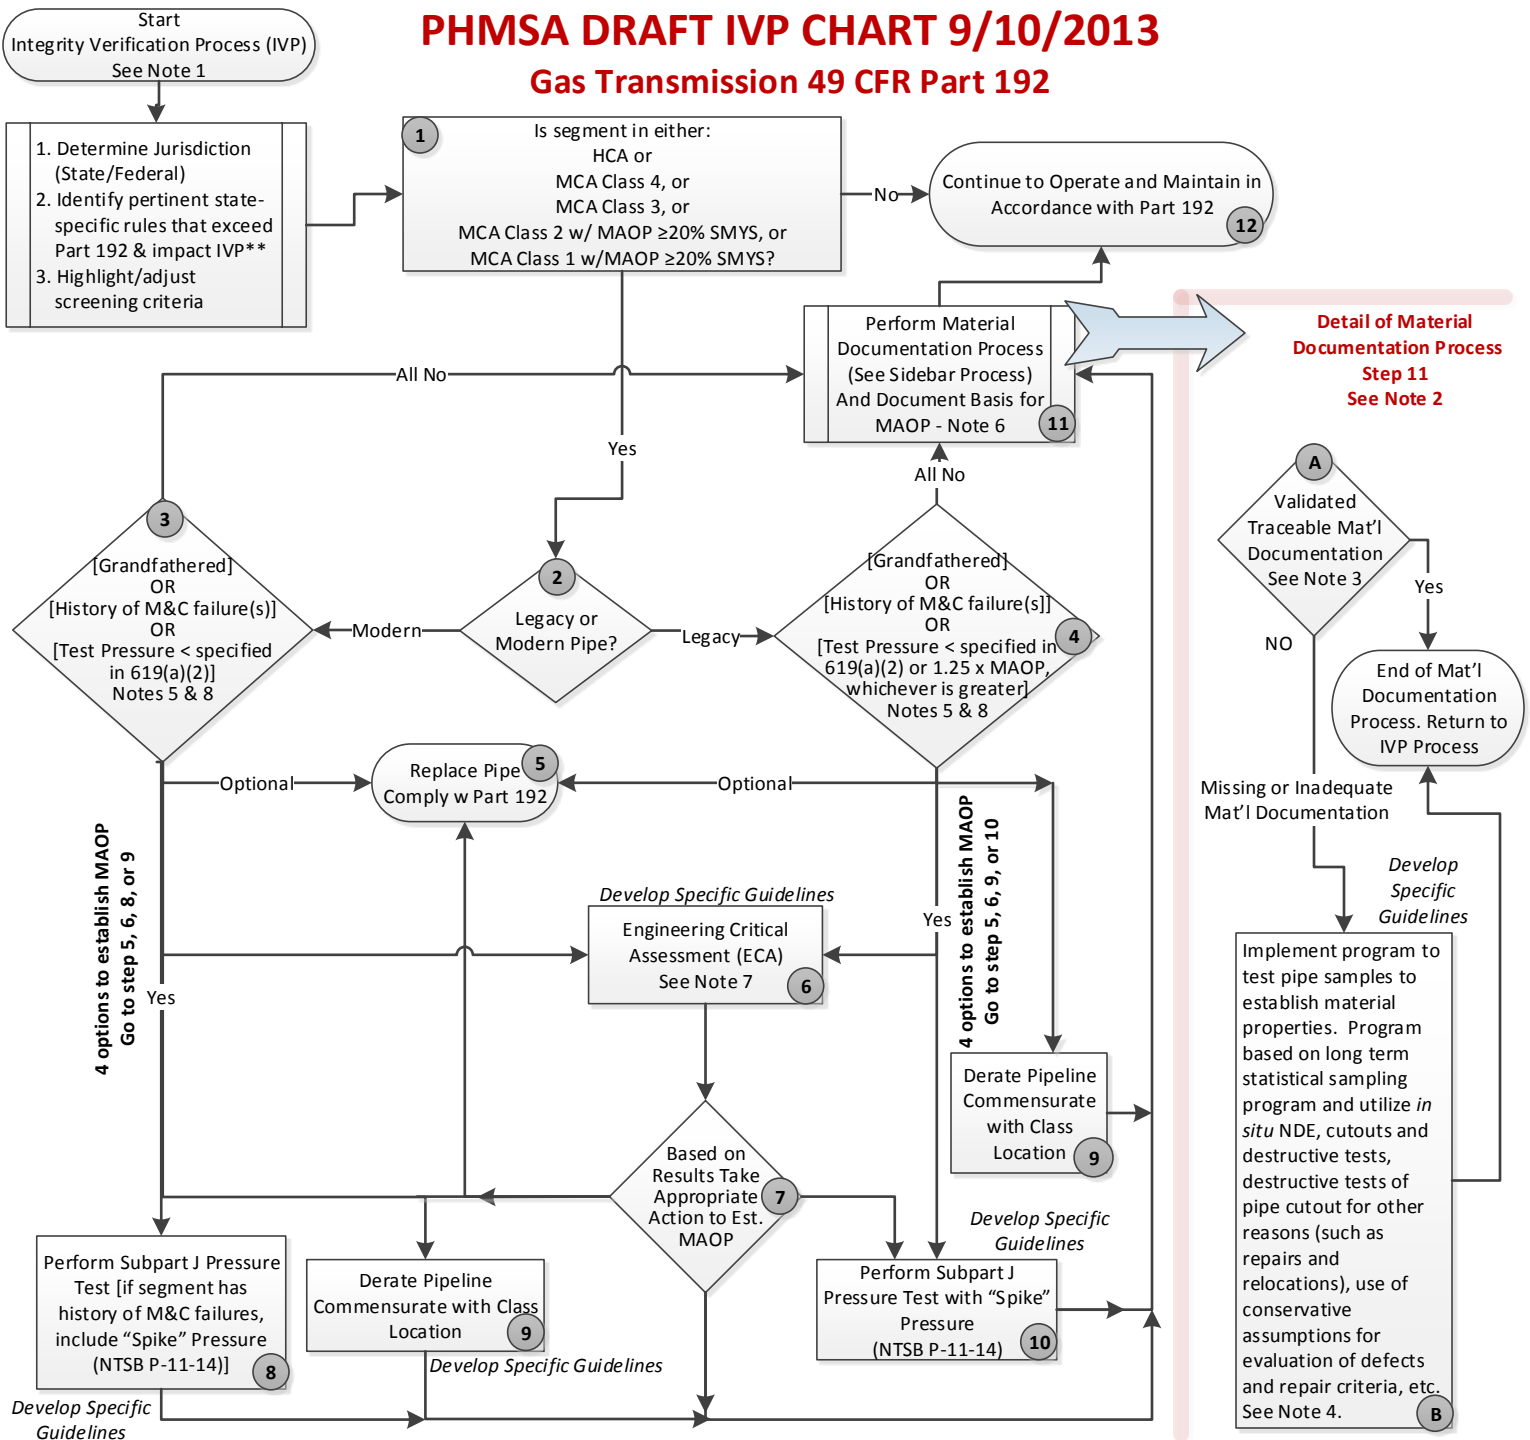 PHMSA DRAFT IVP CHART 9/10/2013
Gas Transmission 49 CFR Part 192
Start
Integrity Verification Process (IVP)
See Note 1
1. Determine Jurisdiction
(State/Federal)
2. Identify pertinent state-
specific rules that exceed
Part 192 & impact IVP**
3. Highlight/adjust
screening criteria
1
Is segment in either:
HCA or
MCA Class 4, or
MCA Class 3, or
MCA Class 2 w/ MAOP ≥20% SMYS, or
MCA Class 1 w/MAOP ≥20% SMYS?
No
Continue to Operate and Maintain in
Accordance with Part 192
12
Yes
All No
Perform Material
Documentation Process
(See Sidebar Process)
And Document Basis for
MAOP - Note 6
11
All No
Detail of Material
Documentation Process
Step 11
See Note 2
3
[Grandfathered]
OR
[History of M&C failure(s)]
OR
[Test Pressure < specified
in 619(a)(2)]
Notes 5 & 8
Modern
2
Legacy or
Modern Pipe?
Legacy
[Grandfathered]
OR
[History of M&C failure(s]]
OR
[Test Pressure < specified in
619(a)(2) or 1.25 x MAOP,
whichever is greater]
Notes 5 & 8
4
A
Validated
Traceable Mat'l
Documentation
See Note 3
Yes
NO
End of Mat'l
Documentation
Process. Return to
IVP Process
Missing or Inadequate
Mat'l Documentation
Optional
Replace Pipe
Comply w Part 192
5
Optional
4 options to establish MAOP
Go to step 5, 6, 8, or 9
Yes
Develop Specific Guidelines
Engineering Critical
Assessment (ECA)
See Note 7
6
Yes
4 options to establish MAOP
Go to step 5, 6, 9, or 10
Derate Pipeline
Commensurate
with Class
Location
9
Based on
Results Take
Appropriate
Action to Est.
MAOP
7
Perform Subpart J Pressure
Test [if segment has
history of M&C failures,
include "Spike" Pressure
(NTSB P-11-14)]
8
Develop Specific
Guidelines
Derate Pipeline
Commensurate with Class
Location
9
Develop Specific Guidelines
Develop Specific
Guidelines
Perform Subpart J
Pressure Test with "Spike"
Pressure
(NTSB P-11-14)
10
Develop
Specific
Guidelines
Implement program to
test pipe samples to
establish material
properties. Program
based on long term
statistical sampling
program and utilize in
situ NDE, cutouts and
destructive tests,
destructive tests of
pipe cutout for other
reasons (such as
repairs and
relocations), use of
conservative
assumptions for
evaluation of defects
and repair criteria, etc.
See Note 4.
B